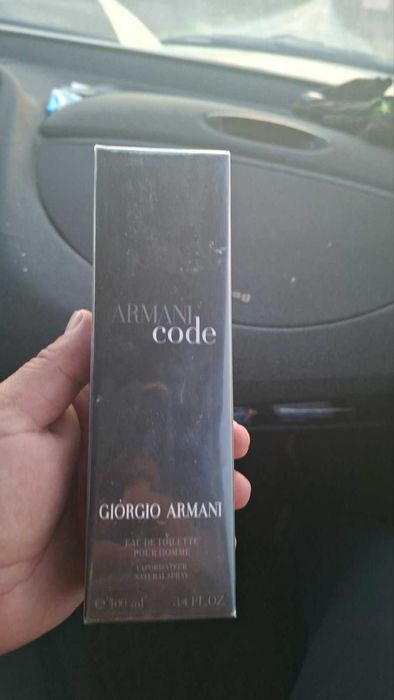 ARMANI
code
GIORGIO ARMANI
EAU DE TOILETTE
POUR HOMME
VAPORISATEUR
NATURAL SPRAY
℮ 100 ml 3.4 FL.OZ.